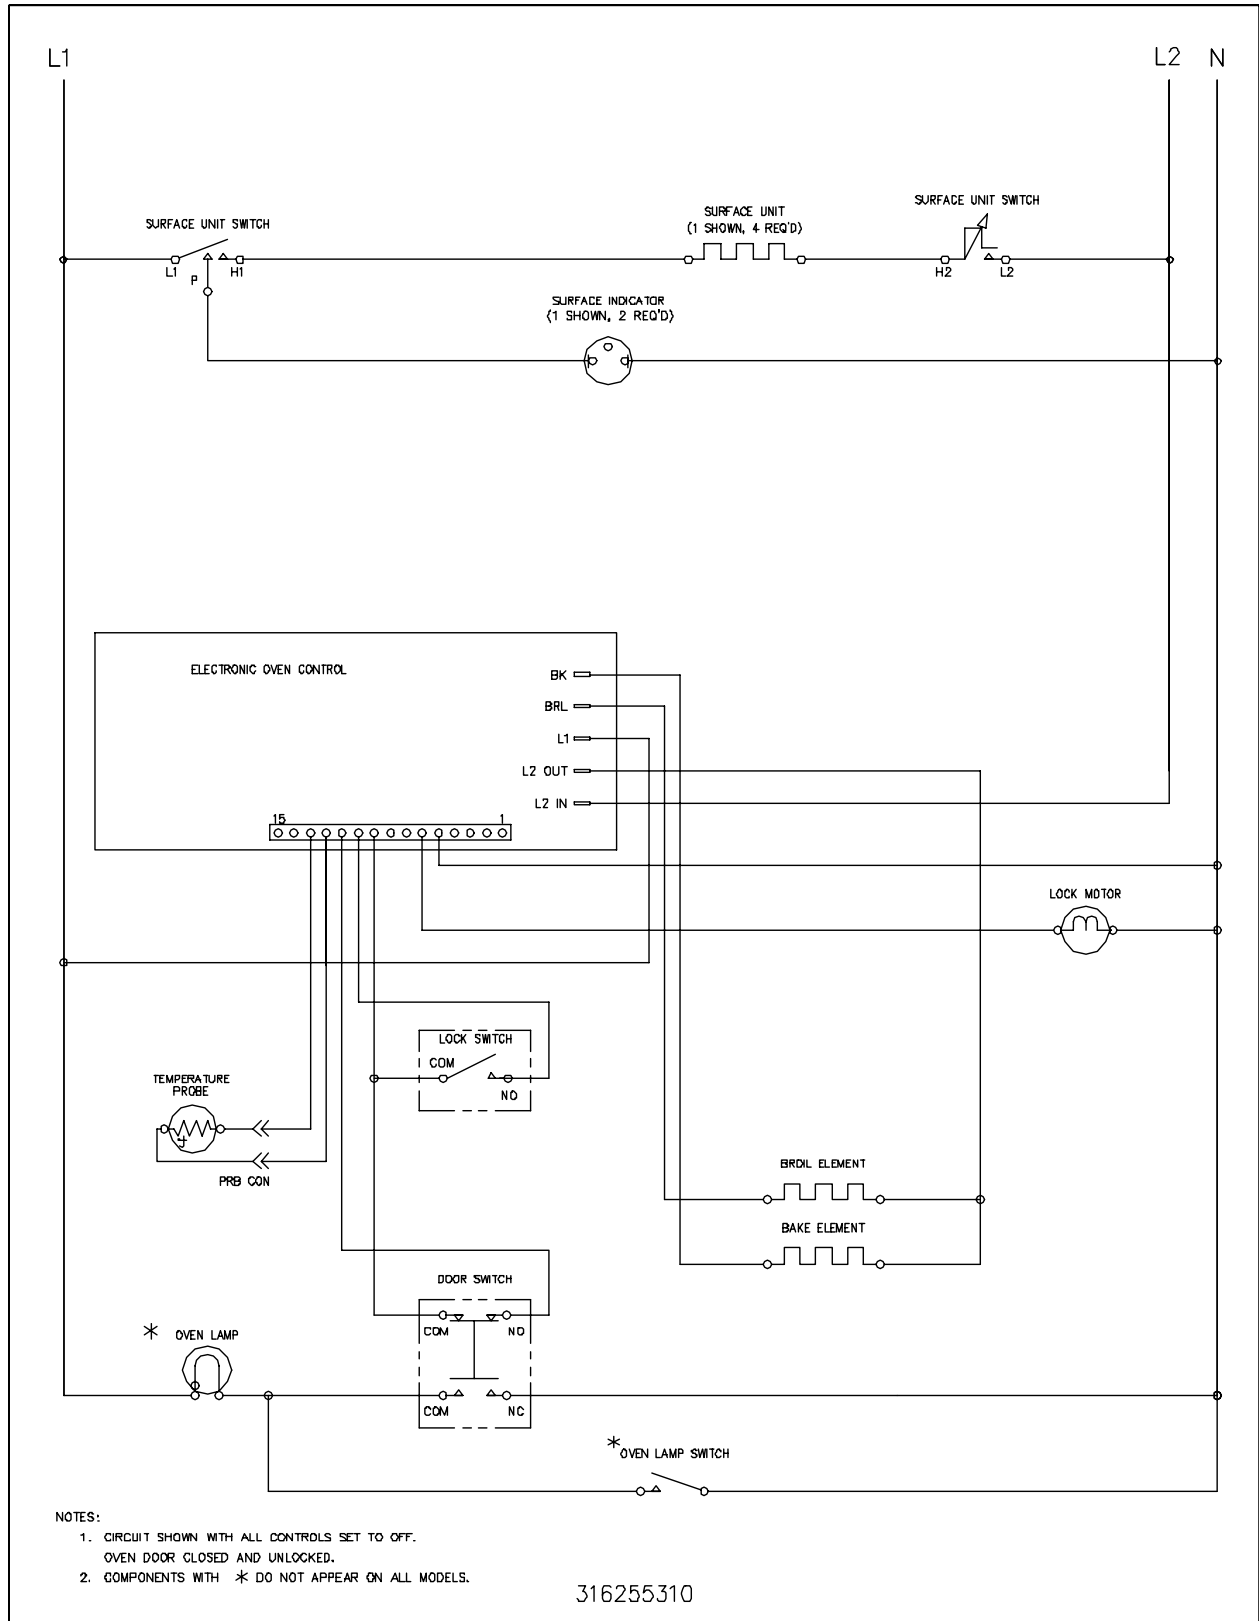 L1
L2 N
SURFACE UNIT SWITCH
SURFACE UNIT
(1 SHOWN, 4 REQ'D)
SURFACE UNIT SWITCH
L1
P
H1
H2
L2
SURFACE INDICATOR
(1 SHOWN, 2 REQ'D)
ELECTRONIC OVEN CONTROL
BK
BRL
L1
L2 OUT
L2 IN
15
1
LOCK MOTOR
LOCK SWITCH
COM
NO
TEMPERATURE
PROBE
PRB CON
BROIL ELEMENT
BAKE ELEMENT
DOOR SWITCH
COM
NO
* OVEN LAMP
COM
NC
* OVEN LAMP SWITCH
NOTES:
1. CIRCUIT SHOWN WITH ALL CONTROLS SET TO OFF.
OVEN DOOR CLOSED AND UNLOCKED.
2. COMPONENTS WITH * DO NOT APPEAR ON ALL MODELS.
316255310